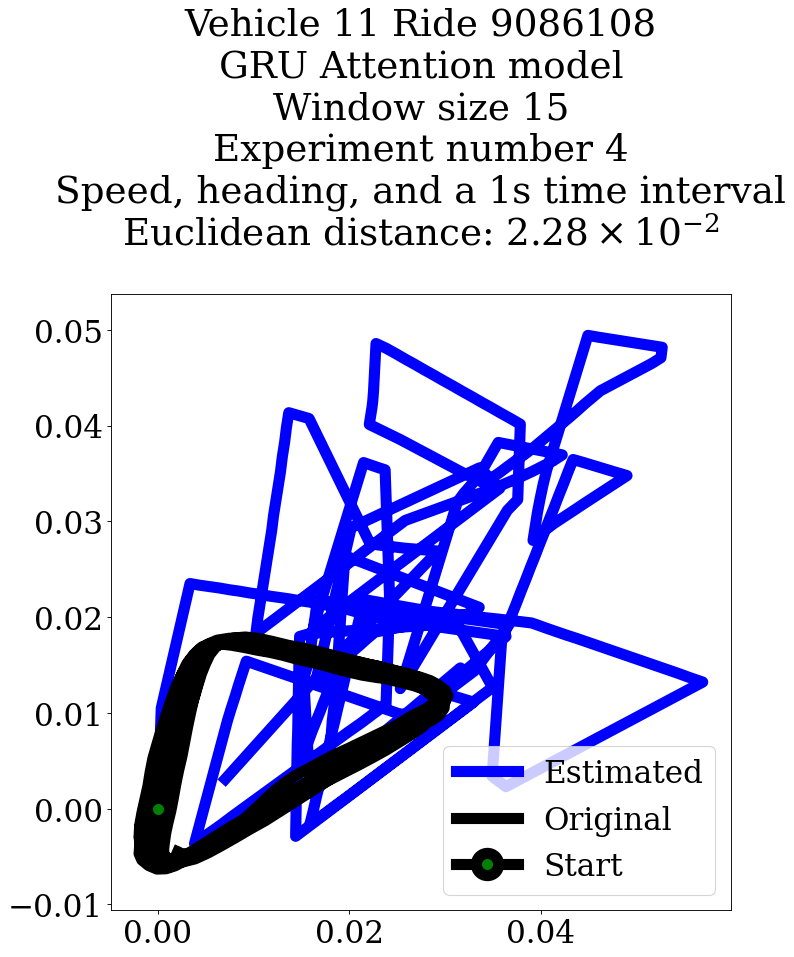 Vehicle 11 Ride 9086108
GRU Attention model
Window size 15
Experiment number 4
Speed, heading, and a 1s time interval
Euclidean distance: 2.28 × 10⁻²
0.05
0.04
0.03
0.02
0.01
0.00
−0.01
0.00 0.02 0.04
Estimated
Original
Start